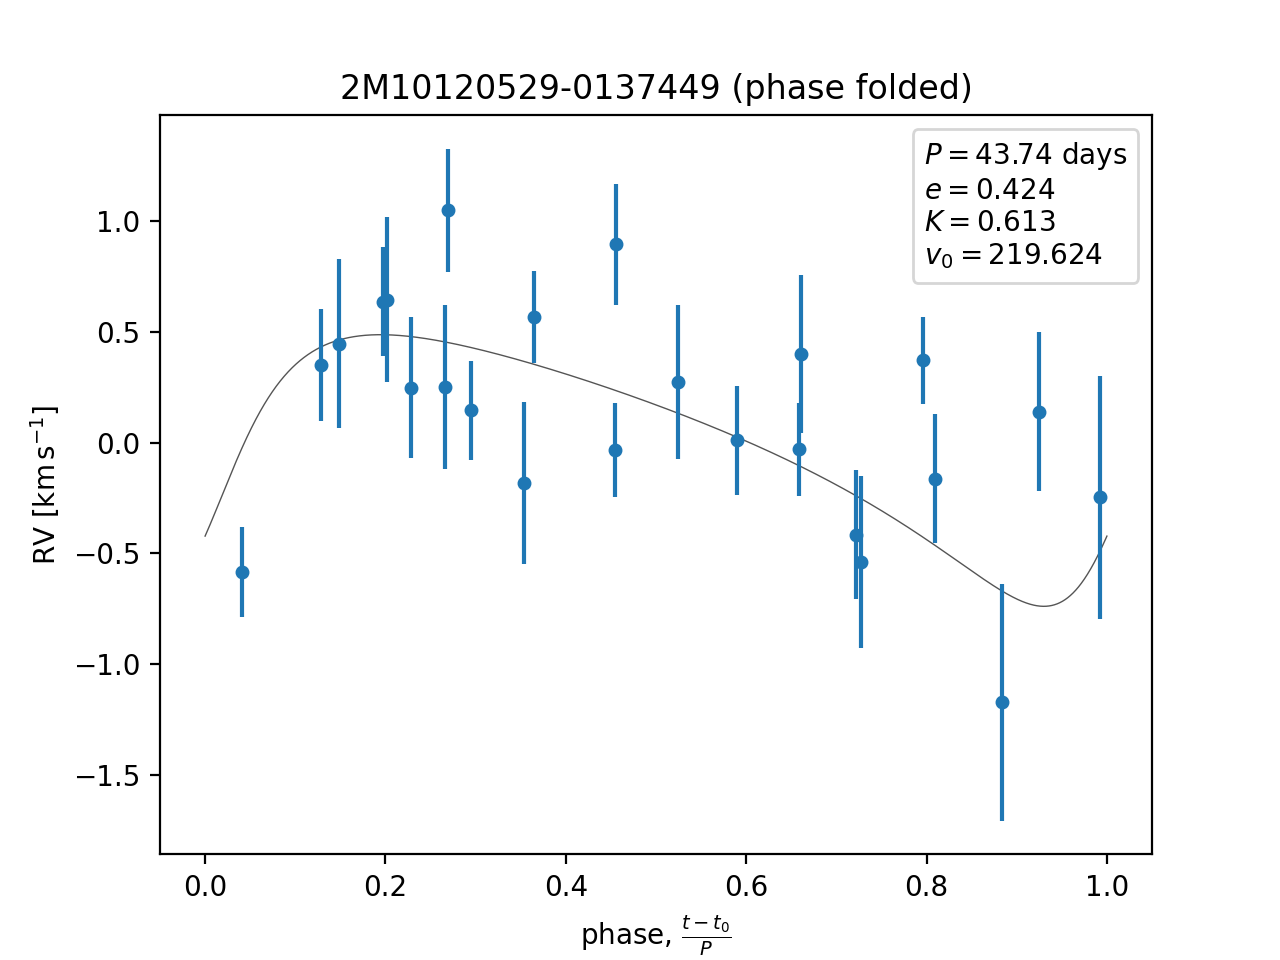 2M10120529-0137449 (phase folded)
P = 43.74 days
e = 0.424
K = 0.613
v₀ = 219.624
RV [km s⁻¹]
1.0
0.5
0.0
−0.5
−1.0
−1.5
0.0 0.2 0.4 0.6 0.8 1.0
phase, (t − t₀)/P